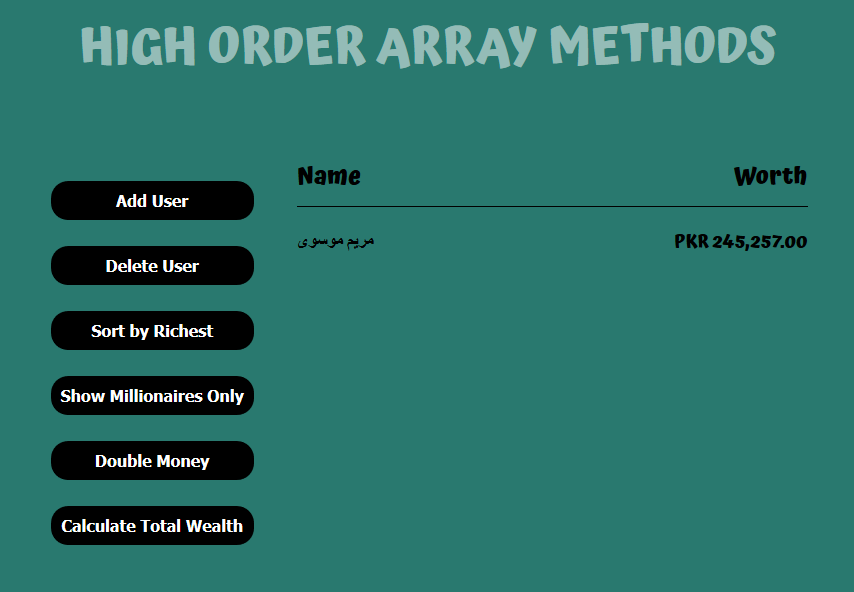 HIGH ORDER ARRAY METHODS
Add User
Delete User
Sort by Richest
Show Millionaires Only
Double Money
Calculate Total Wealth
Name Worth
مریم موسوی PKR 245,257.00